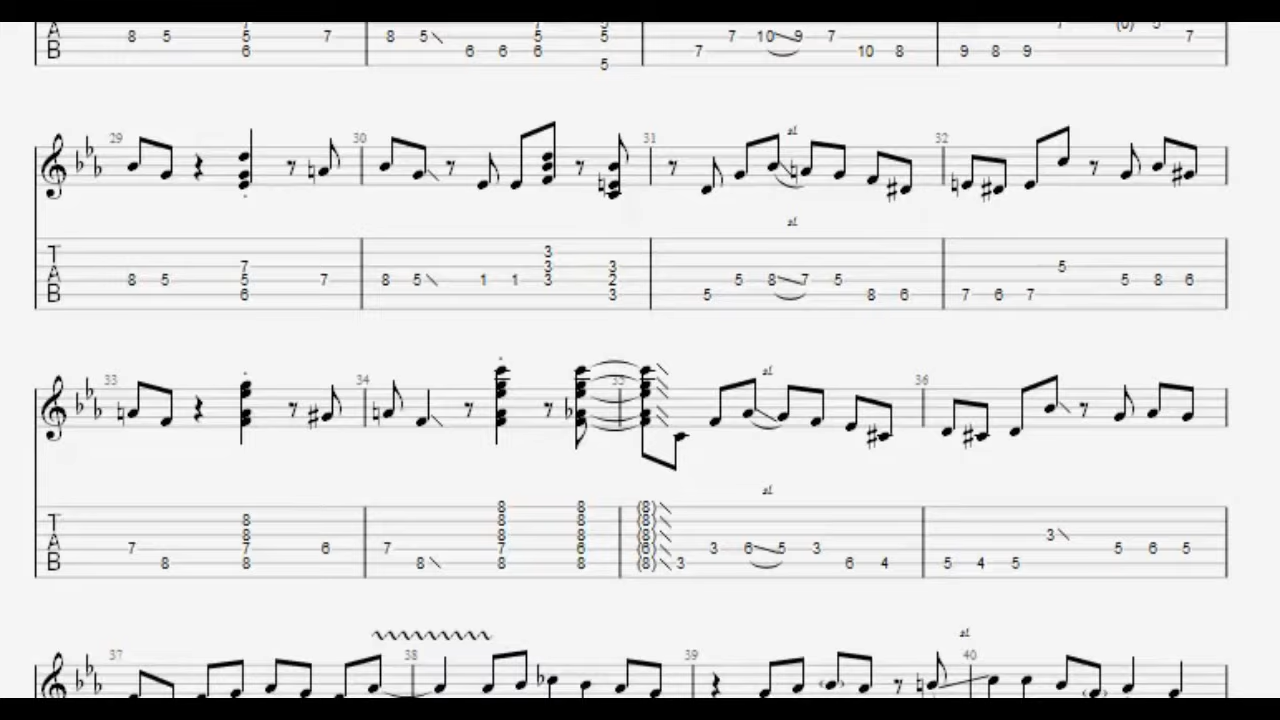 7 5
8 5 5 7 8 5 5 5 7 10 9 7 (0) 5 7
6 6 6 6 5 7 10 8 9 8 9
29 30 31 sl 32
sl
T
A
B
7 3 3 3 5
8 5 5 7 8 5 1 1 3 2 5 8 7 5 5 8 6
6 3 5 8 6 7 6 7
33 34 35 sl 36
sl
T
A
B
8 8 (8)
8 8 8 (8)
8 8 8 (8) 3
7 7 6 7 7 6 (6) 3 6 5 3 5 6 5
8 8 8 8 8 (8) 3 6 4 5 4 5
37 38 39 sl 40